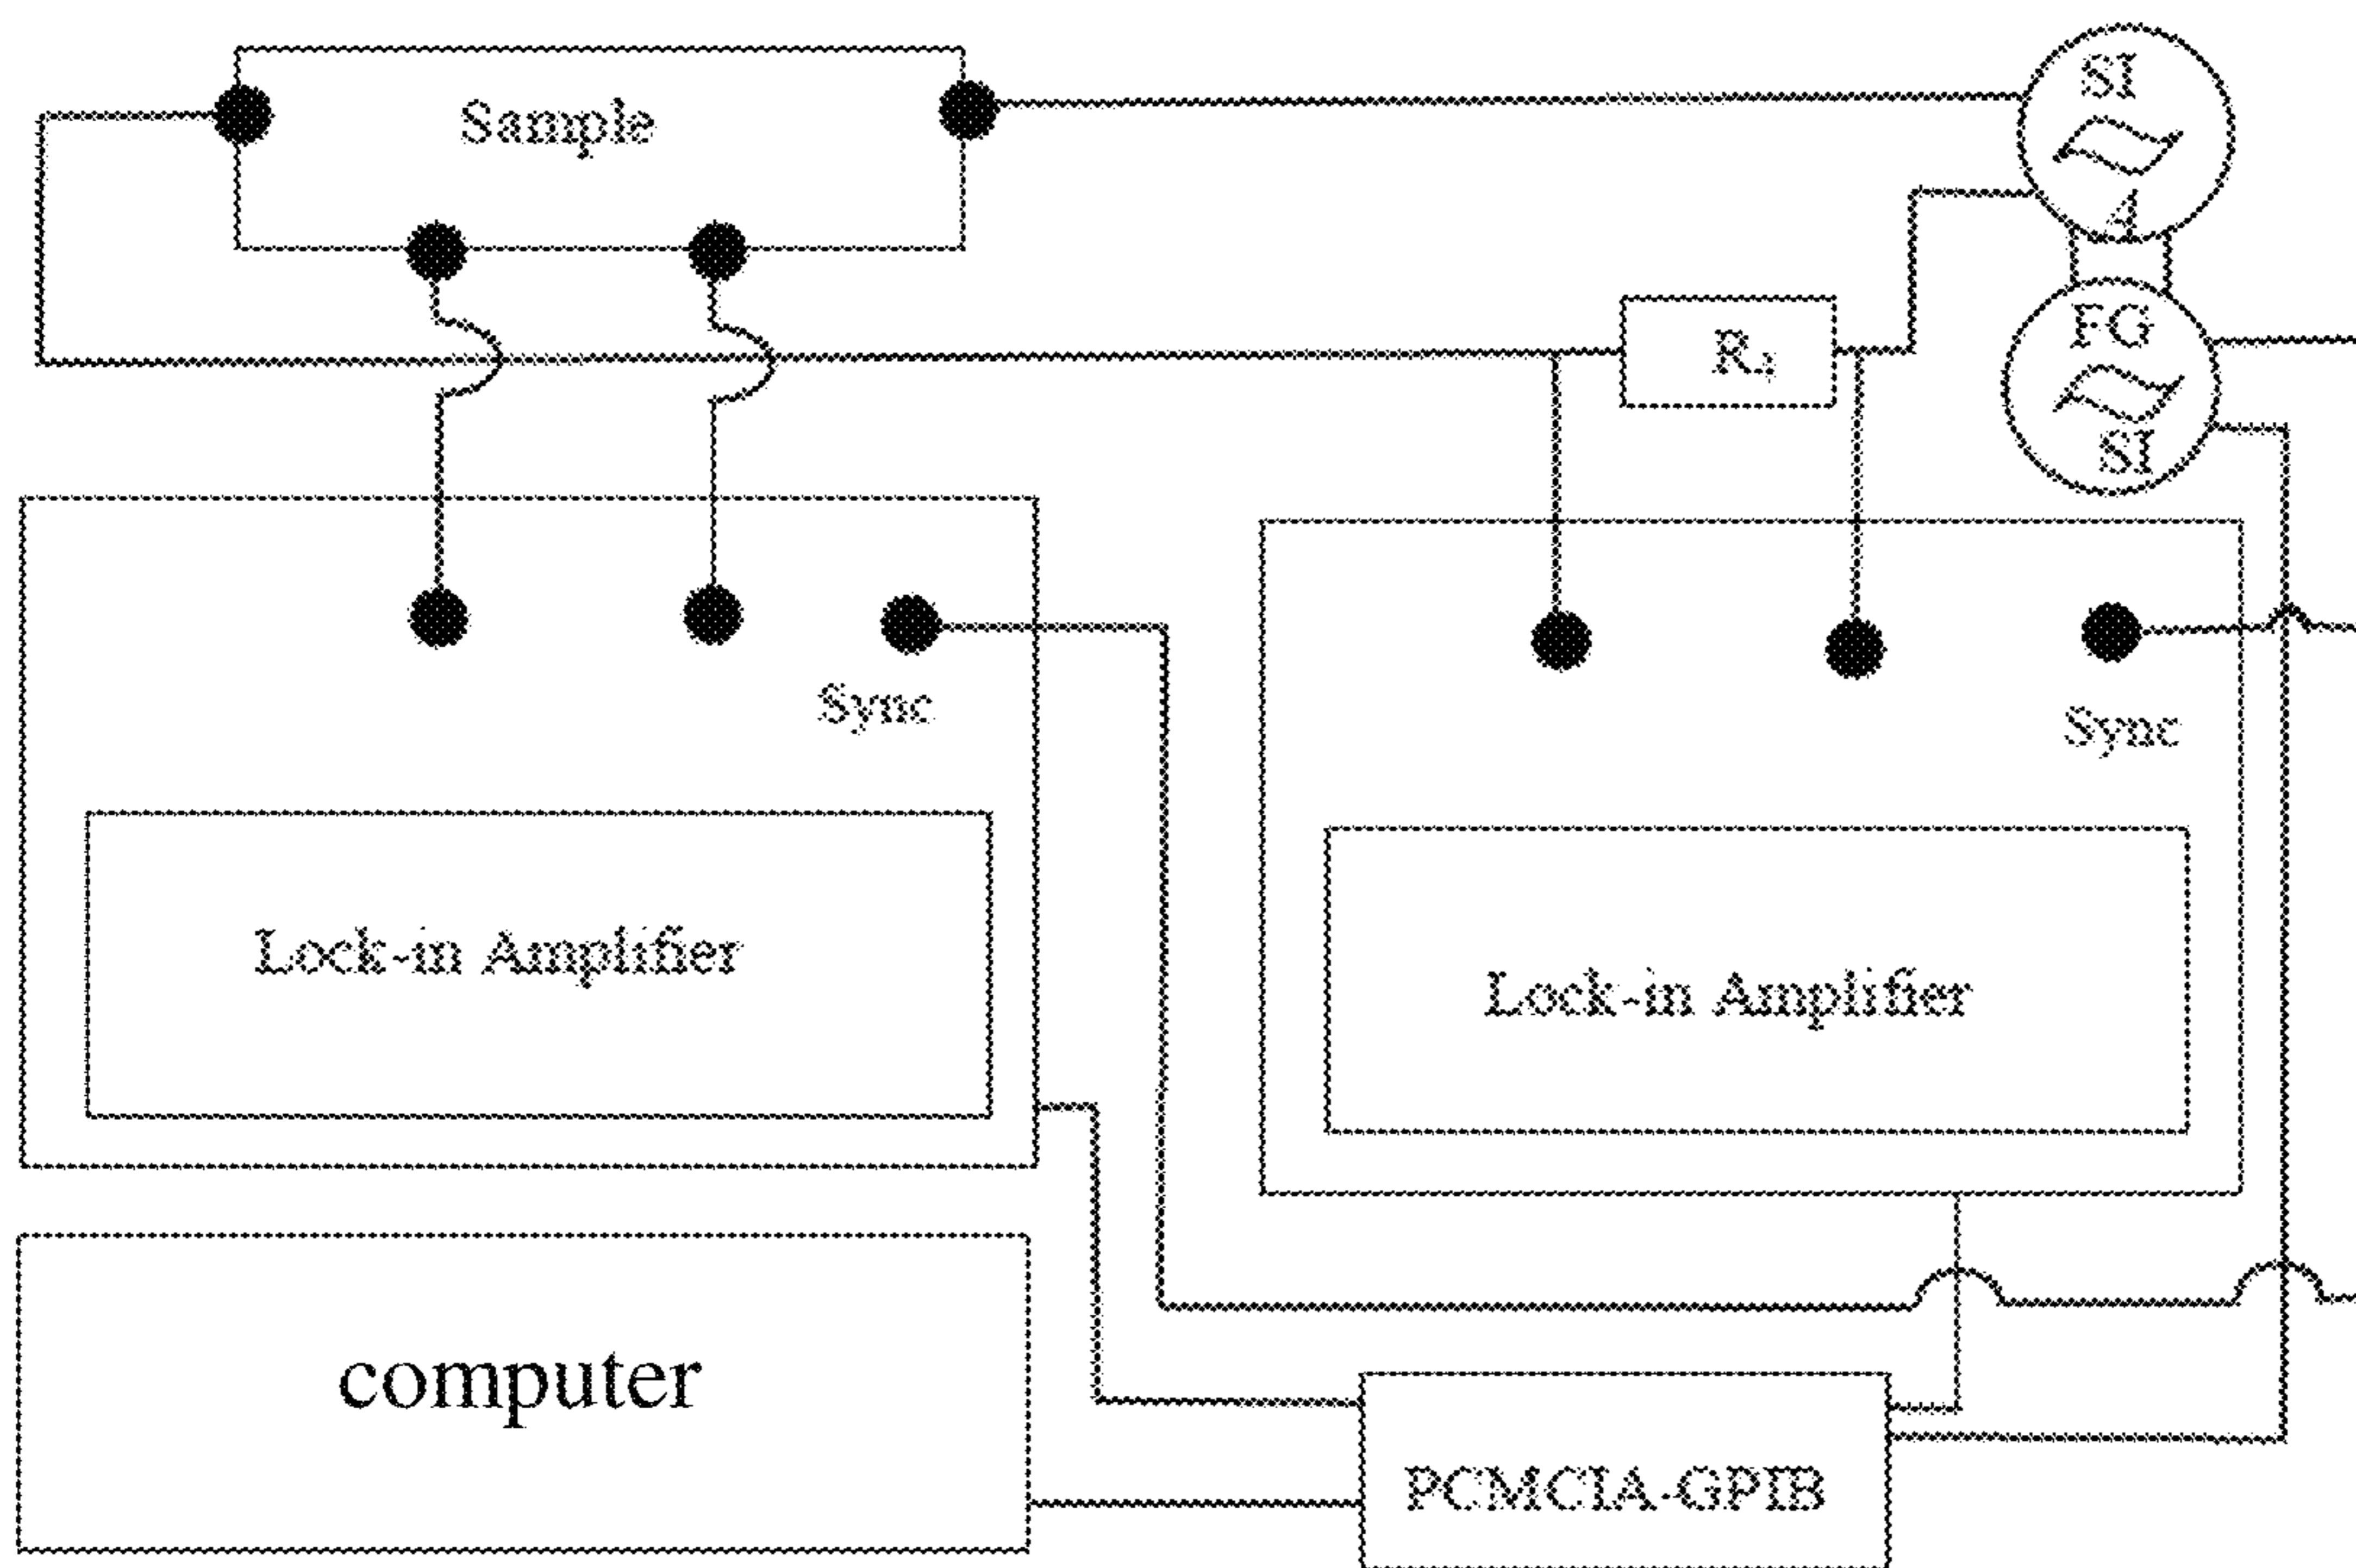 SI
Sample
A
FG
R
SI
Sync
Sync
Lock-in Amplifier
Lock-in Amplifier
computer
PCMCIA-GPIB